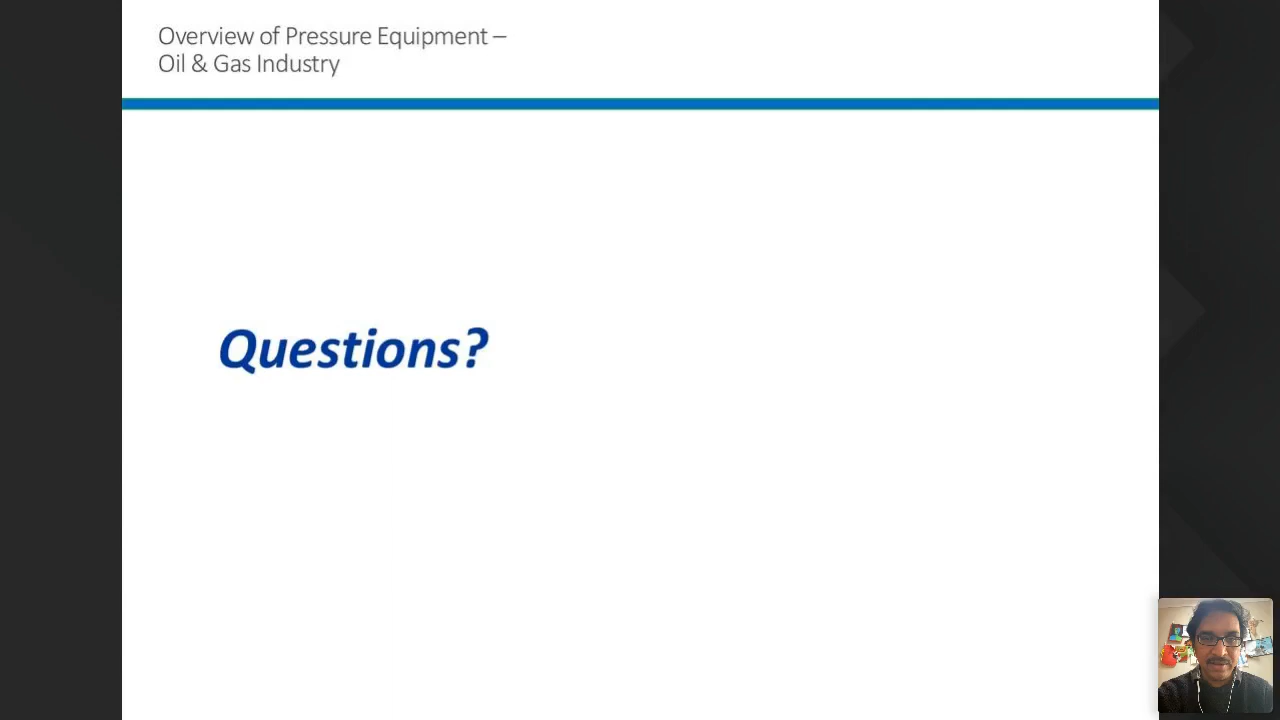 Overview of Pressure Equipment –
Oil & Gas Industry
Questions?